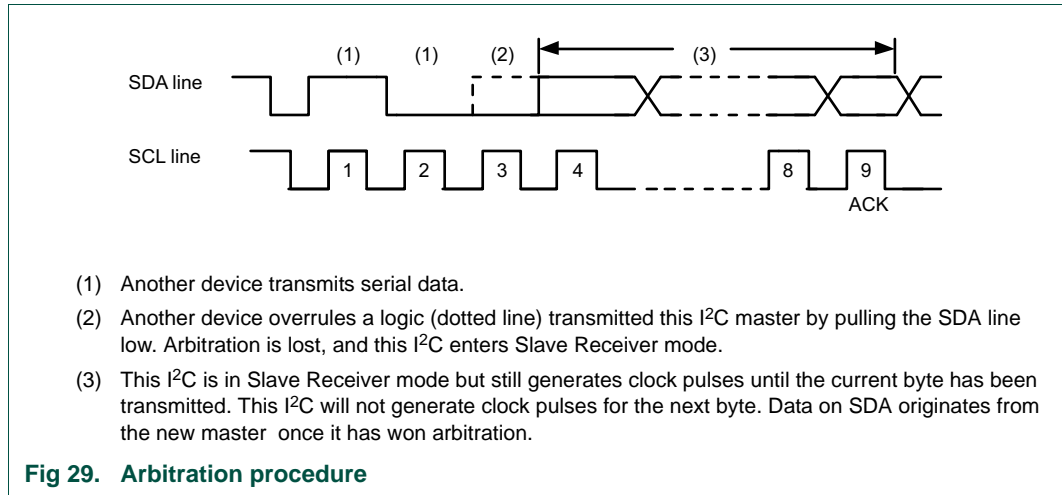 (1) (1) (2) (3)
SDA line
SCL line
1 2 3 4 8 9
ACK
(1) Another device transmits serial data.
(2) Another device overrules a logic (dotted line) transmitted this I2C master by pulling the SDA line
low. Arbitration is lost, and this I2C enters Slave Receiver mode.
(3) This I2C is in Slave Receiver mode but still generates clock pulses until the current byte has been
transmitted. This I2C will not generate clock pulses for the next byte. Data on SDA originates from
the new master once it has won arbitration.
Fig 29. Arbitration procedure